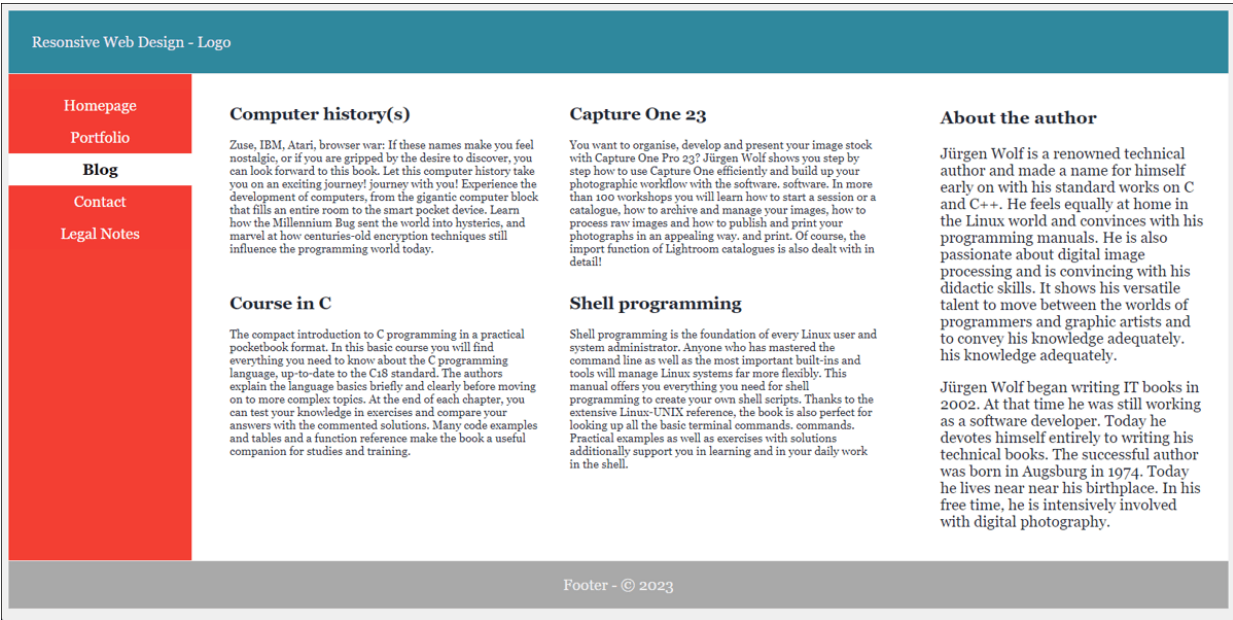 Resonsive Web Design - Logo
Homepage
Portfolio
Blog
Contact
Legal Notes
Computer history(s)
Zuse, IBM, Atari, browser war: If these names make you feel
nostalgic, or if you are gripped by the desire to discover, you
can look forward to this book. Let this computer history take
you on an exciting journey! journey with you! Experience the
development of computers, from the gigantic computer block
that fills an entire room to the smart pocket device. Learn
how the Millennium Bug sent the world into hysterics, and
marvel at how centuries-old encryption techniques still
influence the programming world today.
Capture One 23
You want to organise, develop and present your image stock
with Capture One Pro 23? Jürgen Wolf shows you step by
step how to use Capture One efficiently and build up your
photographic workflow with the software. software. In more
than 100 workshops you will learn how to start a session or a
catalogue, how to archive and manage your images, how to
process raw images and how to publish and print your
photographs in an appealing way. and print. Of course, the
import function of Lightroom catalogues is also dealt with in
detail!
Course in C
The compact introduction to C programming in a practical
pocketbook format. In this basic course you will find
everything you need to know about the C programming
language, up-to-date to the C18 standard. The authors
explain the language basics briefly and clearly before moving
on to more complex topics. At the end of each chapter, you
can test your knowledge in exercises and compare your
answers with the commented solutions. Many code examples
and tables and a function reference make the book a useful
companion for studies and training.
Shell programming
Shell programming is the foundation of every Linux user and
system administrator. Anyone who has mastered the
command line as well as the most important built-ins and
tools will manage Linux systems far more flexibly. This
manual offers you everything you need for shell
programming to create your own shell scripts. Thanks to the
extensive Linux-UNIX reference, the book is also perfect for
looking up all the basic terminal commands. commands.
Practical examples as well as exercises with solutions
additionally support you in learning and in your daily work
in the shell.
About the author
Jürgen Wolf is a renowned technical
author and made a name for himself
early on with his standard works on C
and C++. He feels equally at home in
the Linux world and convinces with his
programming manuals. He is also
passionate about digital image
processing and is convincing with his
didactic skills. It shows his versatile
talent to move between the worlds of
programmers and graphic artists and
to convey his knowledge adequately.
his knowledge adequately.
Jürgen Wolf began writing IT books in
2002. At that time he was still working
as a software developer. Today he
devotes himself entirely to writing his
technical books. The successful author
was born in Augsburg in 1974. Today
he lives near near his birthplace. In his
free time, he is intensively involved
with digital photography.
Footer - © 2023